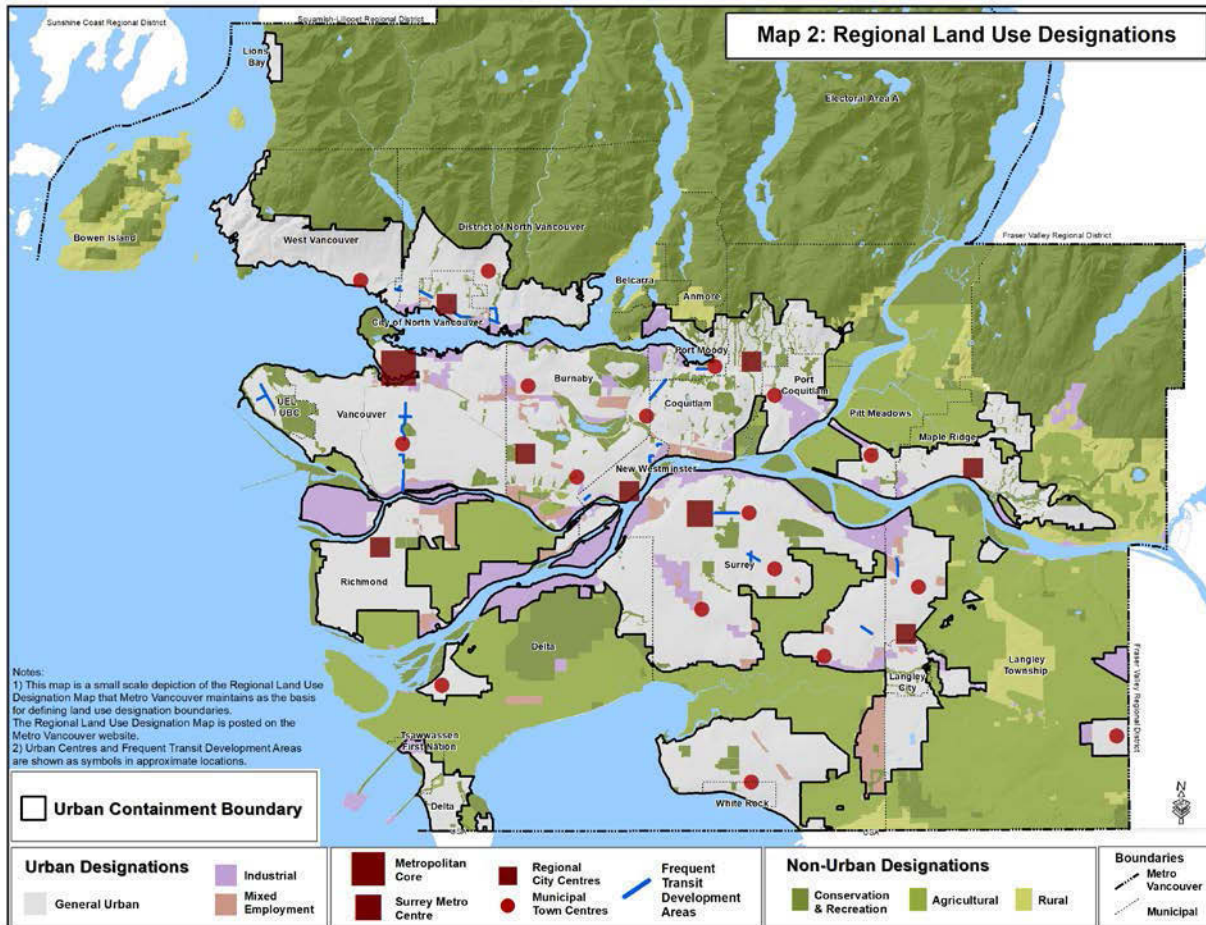 Map 2: Regional Land Use Designations
Sunshine Coast Regional District
Squamish-Lillooet Regional District
Lions
Bay
Electoral Area A
Bowen Island
West Vancouver
District of North Vancouver
Fraser Valley Regional District
Belcarra
Anmore
City of North Vancouver
Port Moody
Burnaby
Port
Coquitlam
Coquitlam
UEL
UBC
Vancouver
Pitt Meadows
Maple Ridge
New Westminster
Richmond
Surrey
Delta
Langley
Township
Langley
City
Fraser Valley Regional District
Tsawwassen
First Nation
Delta
White Rock
USA
USA
N
Notes:
1) This map is a small scale depiction of the Regional Land Use
Designation Map that Metro Vancouver maintains as the basis
for defining land use designation boundaries.
The Regional Land Use Designation Map is posted on the
Metro Vancouver website.
2) Urban Centres and Frequent Transit Development Areas
are shown as symbols in approximate locations.
Urban Containment Boundary
Urban Designations
General Urban
Industrial
Mixed
Employment
Metropolitan
Core
Surrey Metro
Centre
Regional
City Centres
Municipal
Town Centres
Frequent
Transit
Development
Areas
Non-Urban Designations
Conservation
& Recreation
Agricultural
Rural
Boundaries
Metro
Vancouver
Municipal